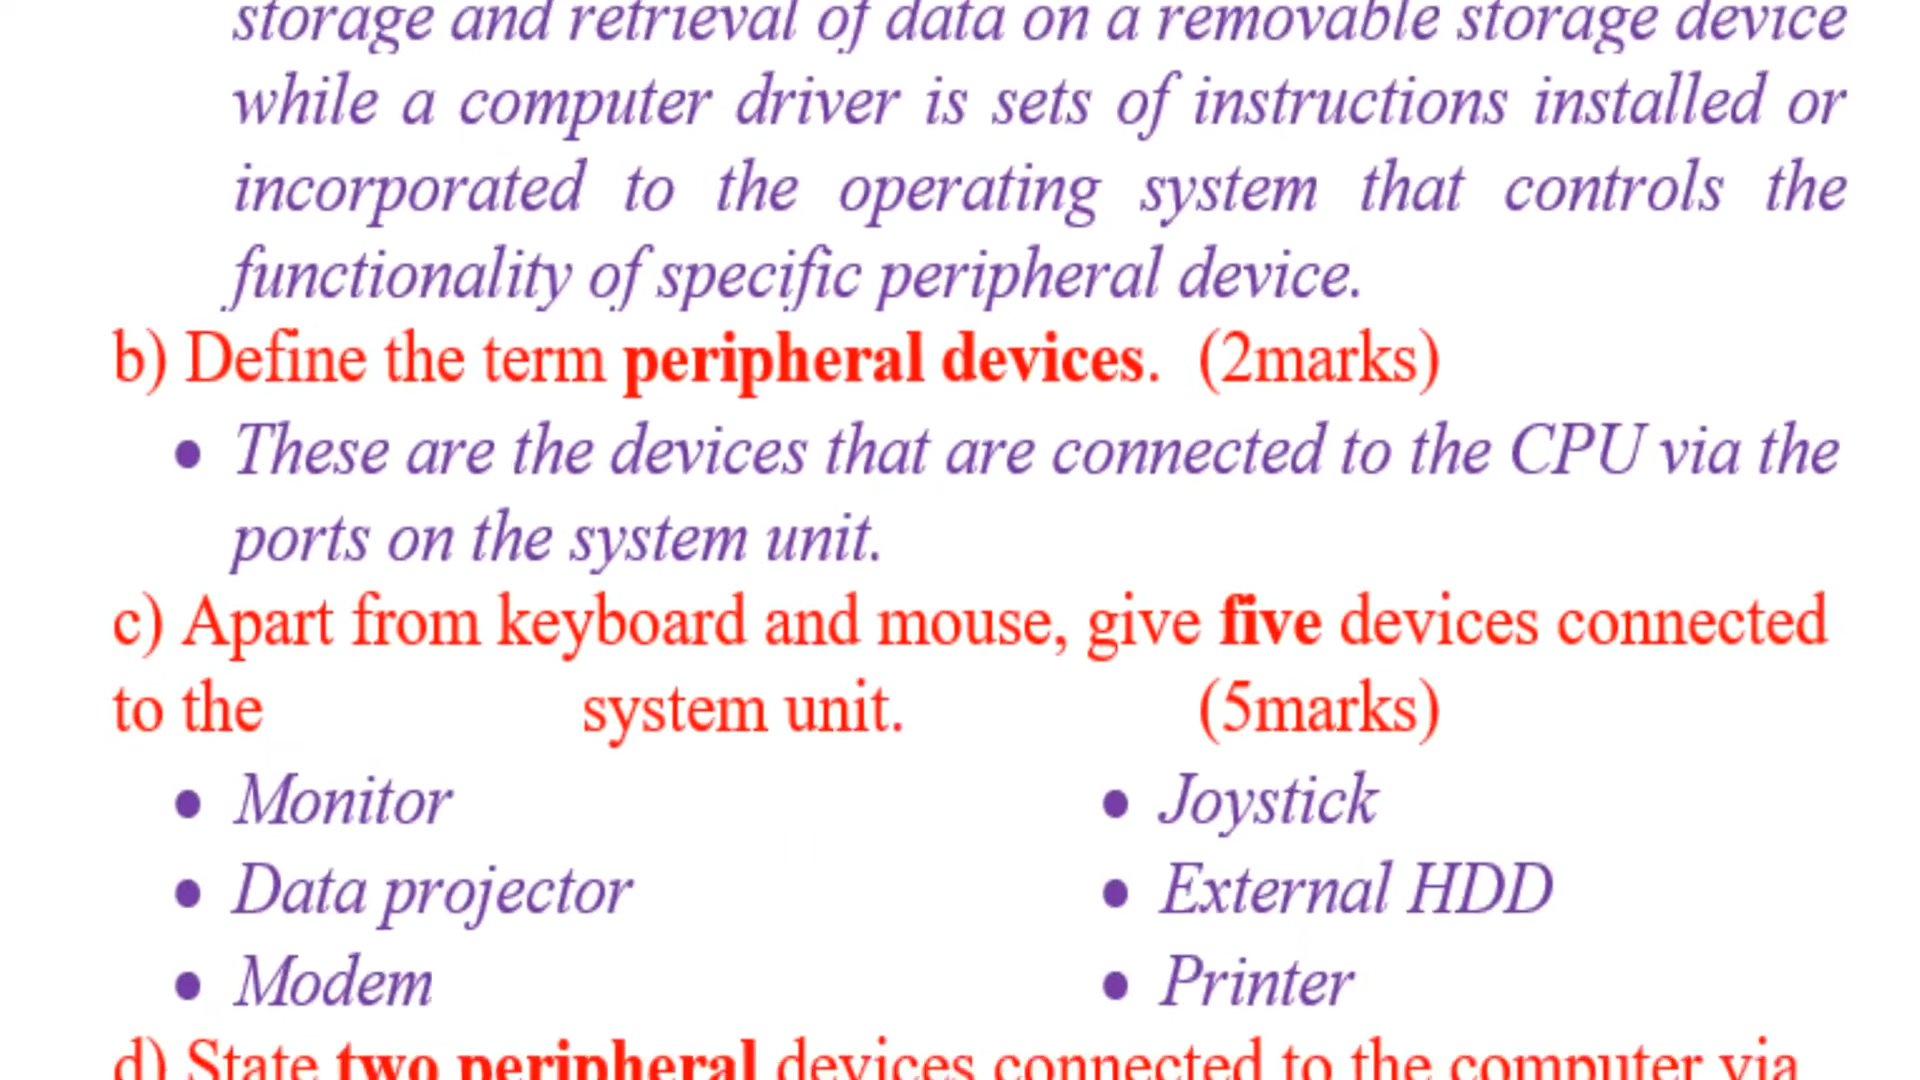 storage and retrieval of data on a removable storage device
while a computer driver is sets of instructions installed or
incorporated to the operating system that controls the
functionality of specific peripheral device.
b) Define the term peripheral devices. (2marks)
• These are the devices that are connected to the CPU via the
ports on the system unit.
c) Apart from keyboard and mouse, give five devices connected
to the system unit. (5marks)
• Monitor
• Data projector
• Modem
• Joystick
• External HDD
• Printer
d) State two peripheral devices connected to the computer via